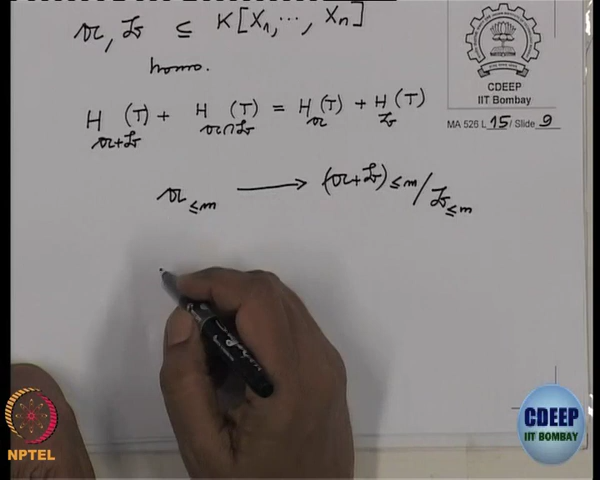 𝔞, 𝔟 ⊆ K[X₁, ⋯, Xₙ]
homo.
H_{𝔞+𝔟}(T) + H_{𝔞∩𝔟}(T) = H_𝔞(T) + H_𝔟(T)
𝔞_{≤m} ⟶ (𝔞+𝔟)_{≤m} / 𝔟_{≤m}
CDEEP
IIT Bombay
MA 526 L 15 / Slide 9
NPTEL
CDEEP
IIT BOMBAY